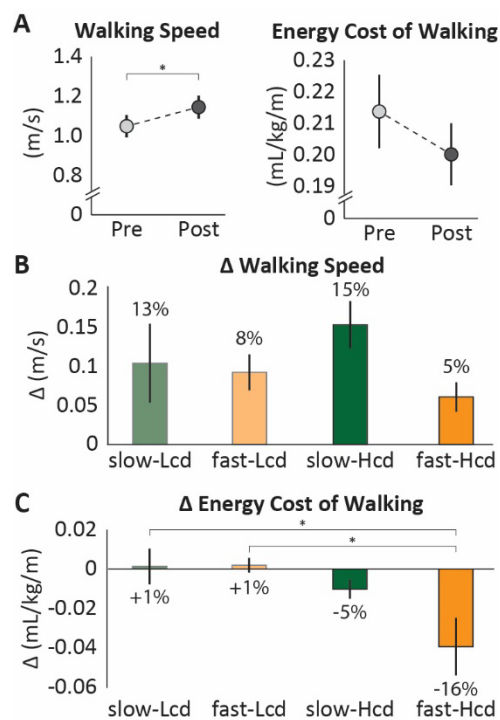 A
Walking Speed
Energy Cost of Walking
*
1.4
1.2
1.0
0.8
0
(m/s)
Pre Post
0.23
0.22
0.21
0.20
0.19
0
(mL/kg/m)
Pre Post
B
Δ Walking Speed
0.2
0.15
0.1
0.05
0
Δ (m/s)
13%
8%
15%
5%
slow-Lcd fast-Lcd slow-Hcd fast-Hcd
C
Δ Energy Cost of Walking
*
*
0.02
0
-0.02
-0.04
-0.06
Δ (mL/kg/m)
+1%
+1%
-5%
-16%
slow-Lcd fast-Lcd slow-Hcd fast-Hcd